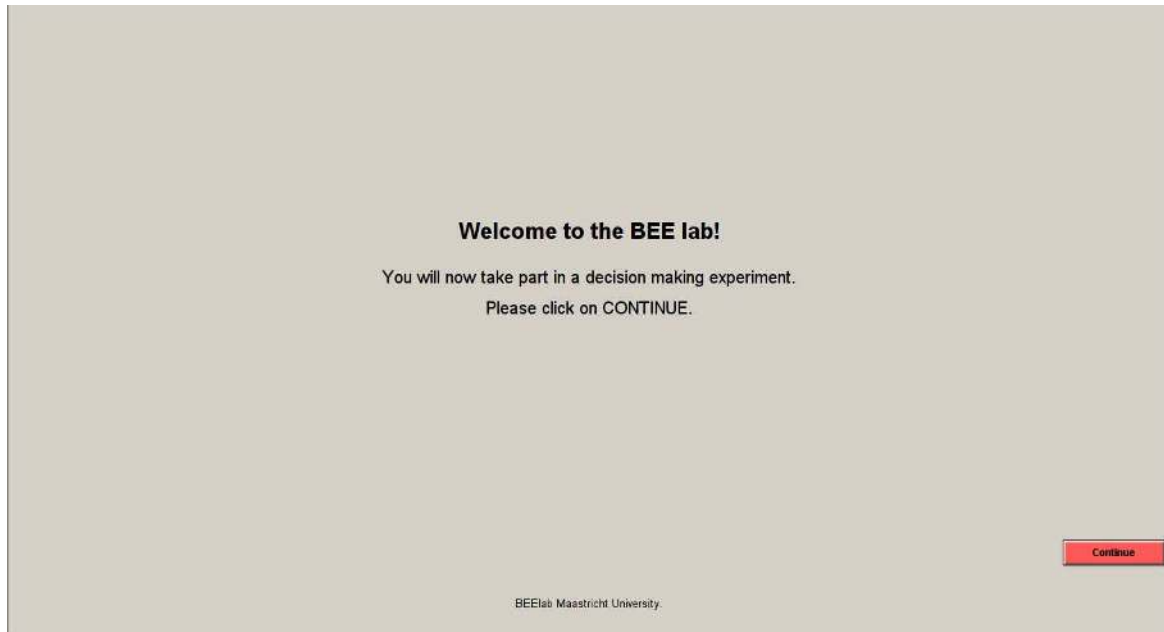 Welcome to the BEE lab!
You will now take part in a decision making experiment.
Please click on CONTINUE.
Continue
BEElab Maastricht University.